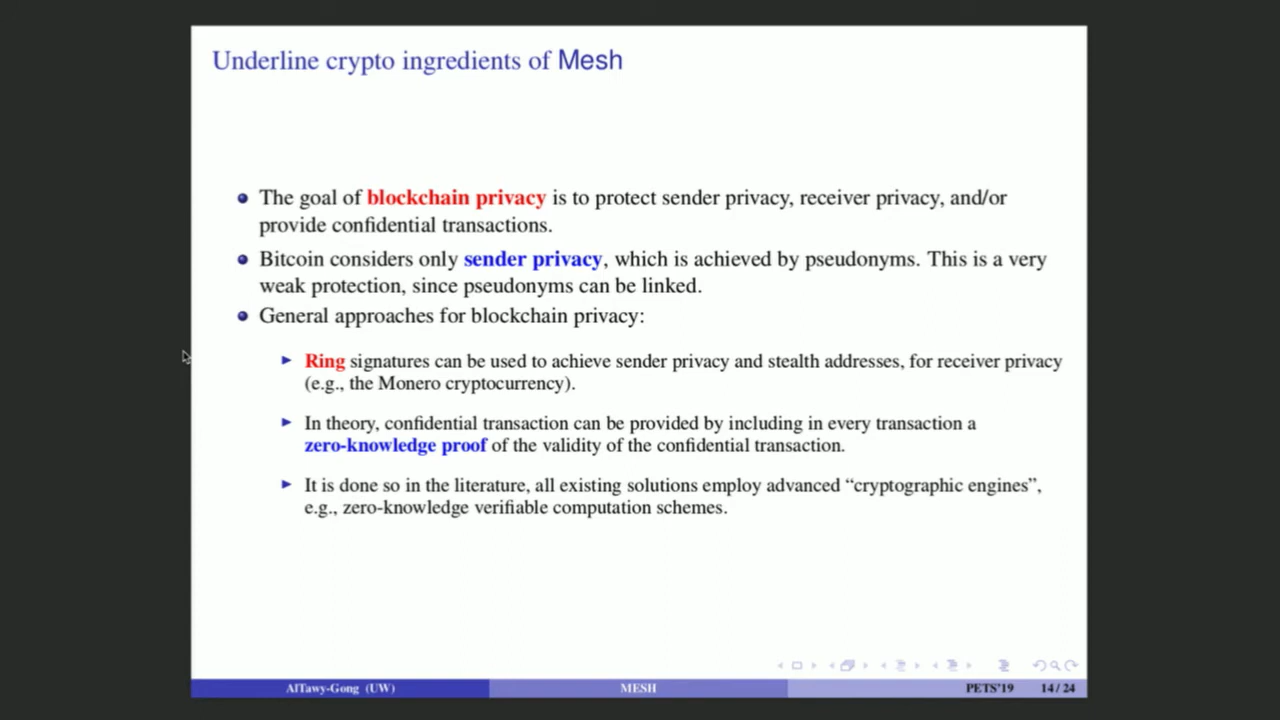 Underline crypto ingredients of Mesh
The goal of blockchain privacy is to protect sender privacy, receiver privacy, and/or
provide confidential transactions.
Bitcoin considers only sender privacy, which is achieved by pseudonyms. This is a very
weak protection, since pseudonyms can be linked.
General approaches for blockchain privacy:
Ring signatures can be used to achieve sender privacy and stealth addresses, for receiver privacy
(e.g., the Monero cryptocurrency).
In theory, confidential transaction can be provided by including in every transaction a
zero-knowledge proof of the validity of the confidential transaction.
It is done so in the literature, all existing solutions employ advanced “cryptographic engines”,
e.g., zero-knowledge verifiable computation schemes.
AlTawy-Gong (UW) MESH PETS'19 14 / 24